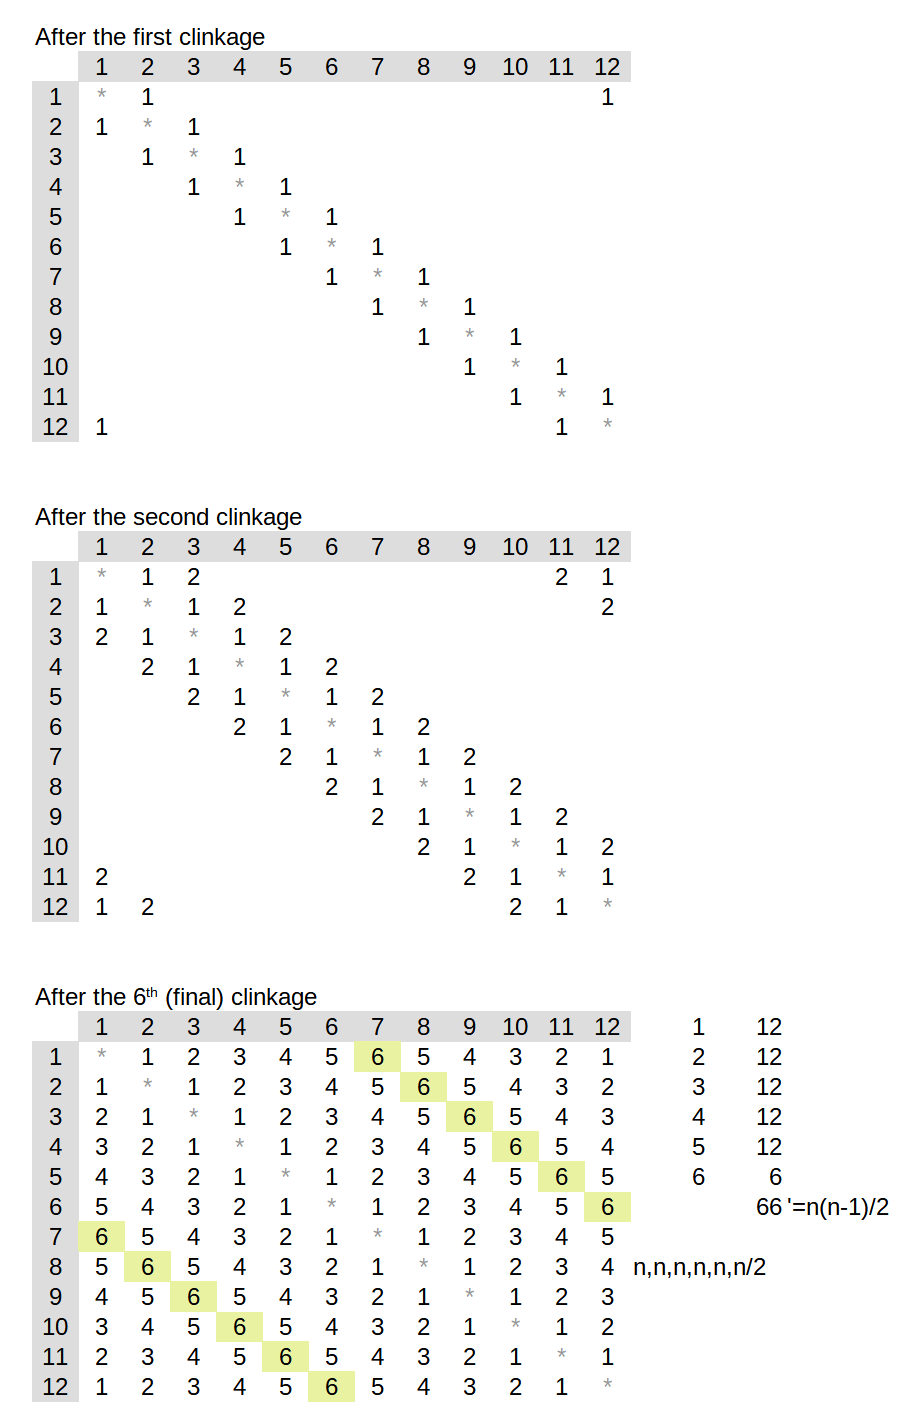 After the first clinkage
1 2 3 4 5 6 7 8 9 10 11 12
1 * 1 1
2 1 * 1
3 1 * 1
4 1 * 1
5 1 * 1
6 1 * 1
7 1 * 1
8 1 * 1
9 1 * 1
10 1 * 1
11 1 * 1
12 1 1 *
After the second clinkage
1 2 3 4 5 6 7 8 9 10 11 12
1 * 1 2 2 1
2 1 * 1 2 2
3 2 1 * 1 2
4 2 1 * 1 2
5 2 1 * 1 2
6 2 1 * 1 2
7 2 1 * 1 2
8 2 1 * 1 2
9 2 1 * 1 2
10 2 1 * 1 2
11 2 2 1 * 1
12 1 2 2 1 *
After the 6th (final) clinkage
1 2 3 4 5 6 7 8 9 10 11 12 1 12
1 * 1 2 3 4 5 6 5 4 3 2 1 2 12
2 1 * 1 2 3 4 5 6 5 4 3 2 3 12
3 2 1 * 1 2 3 4 5 6 5 4 3 4 12
4 3 2 1 * 1 2 3 4 5 6 5 4 5 12
5 4 3 2 1 * 1 2 3 4 5 6 5 6 6
6 5 4 3 2 1 * 1 2 3 4 5 6 66 '=n(n-1)/2
7 6 5 4 3 2 1 * 1 2 3 4 5
8 5 6 5 4 3 2 1 * 1 2 3 4 n,n,n,n,n,n/2
9 4 5 6 5 4 3 2 1 * 1 2 3
10 3 4 5 6 5 4 3 2 1 * 1 2
11 2 3 4 5 6 5 4 3 2 1 * 1
12 1 2 3 4 5 6 5 4 3 2 1 *